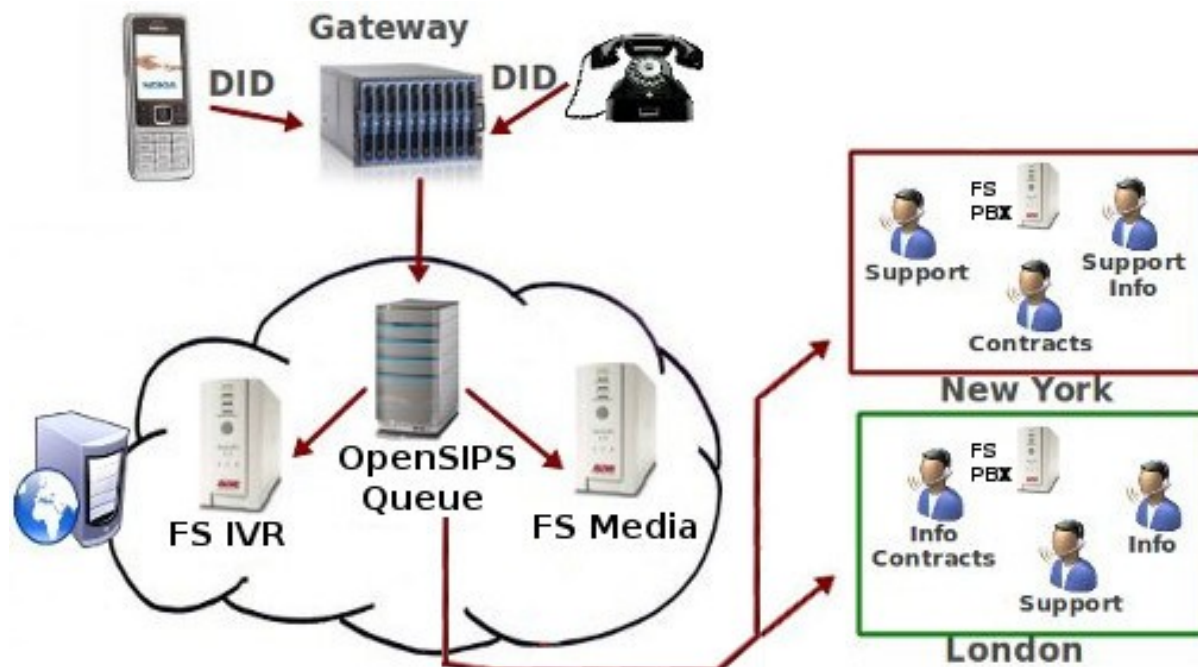 Gateway
DID
DID
NOKIA
FS
PBX
Support
Support
Info
Contracts
New York
OpenSIPS
Queue
FS IVR
FS Media
FS
PBX
Info
Contracts
Info
Support
London